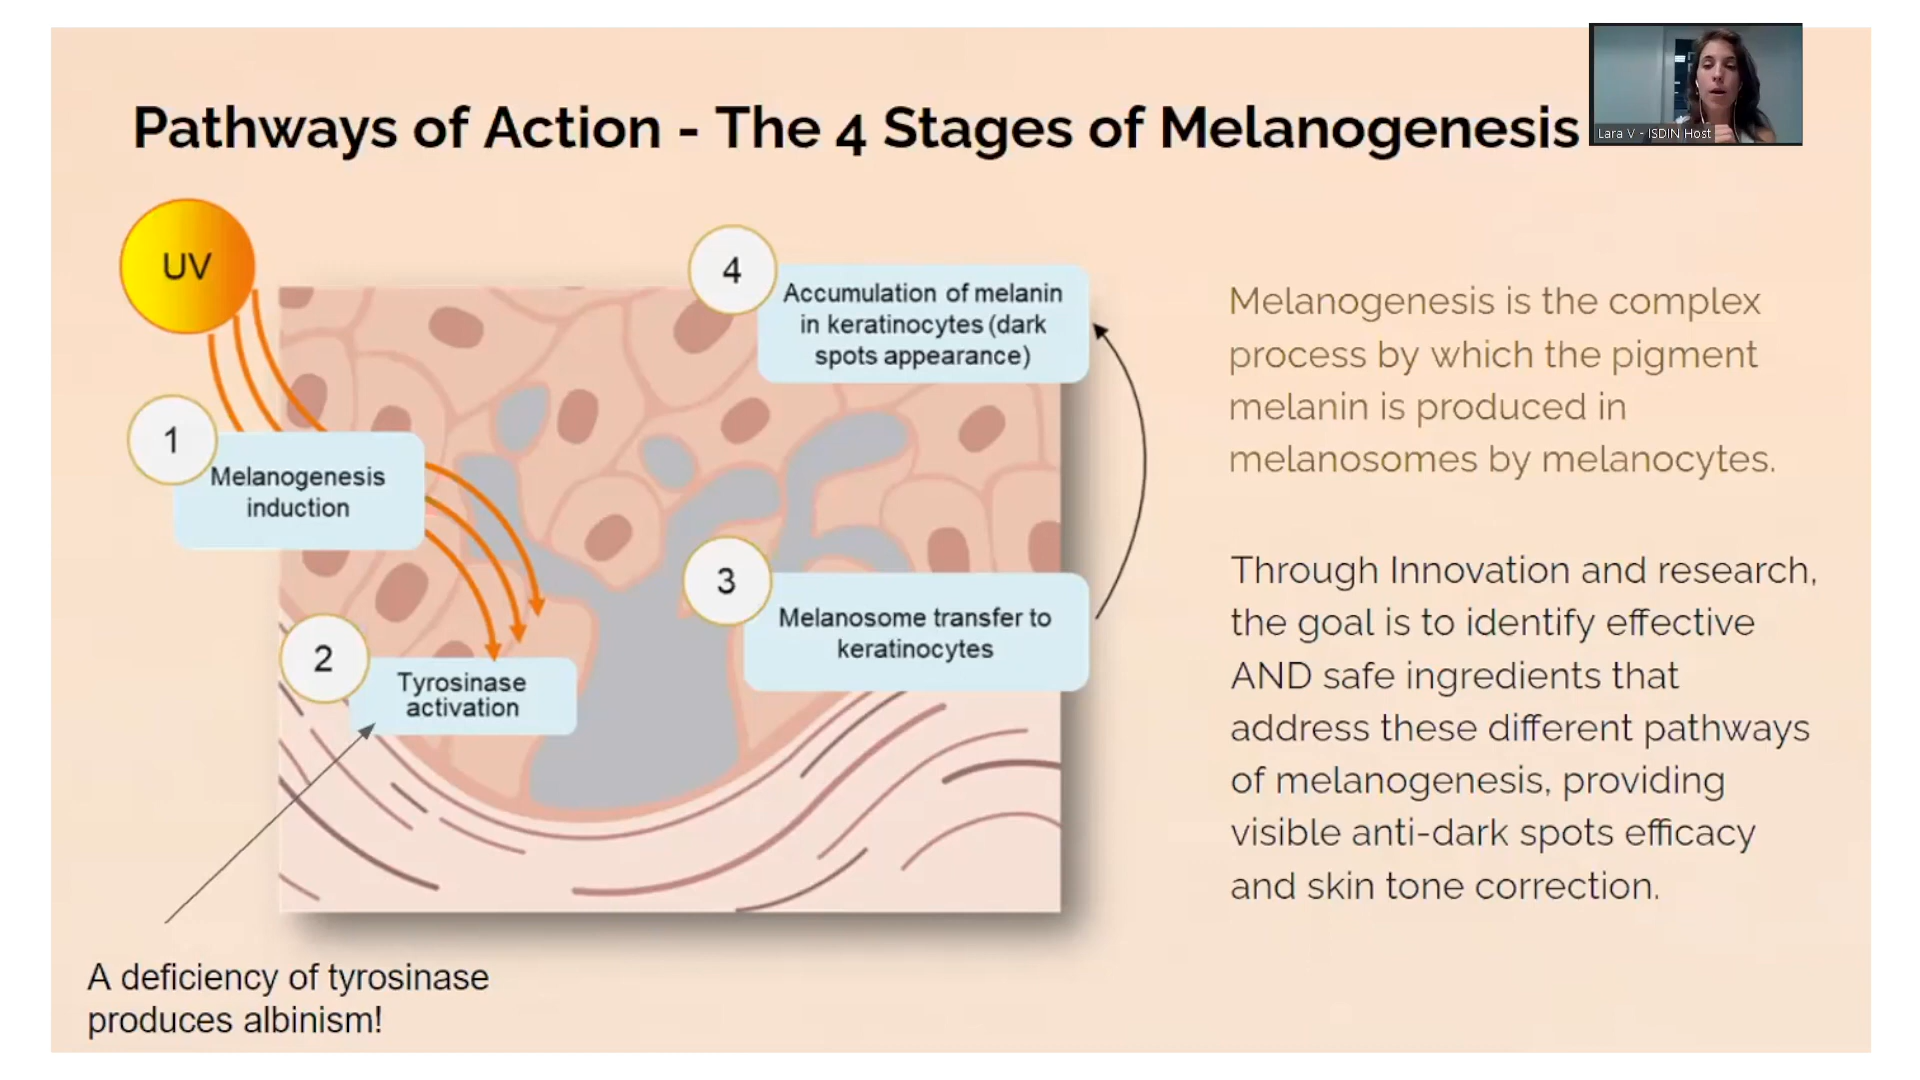 Pathways of Action - The 4 Stages of Melanogenesis
Lara V - ISDIN Host
UV
1
Melanogenesis
induction
2
Tyrosinase
activation
3
Melanosome transfer to
keratinocytes
4
Accumulation of melanin
in keratinocytes (dark
spots appearance)
A deficiency of tyrosinase
produces albinism!
Melanogenesis is the complex
process by which the pigment
melanin is produced in
melanosomes by melanocytes.
Through Innovation and research,
the goal is to identify effective
AND safe ingredients that
address these different pathways
of melanogenesis, providing
visible anti-dark spots efficacy
and skin tone correction.